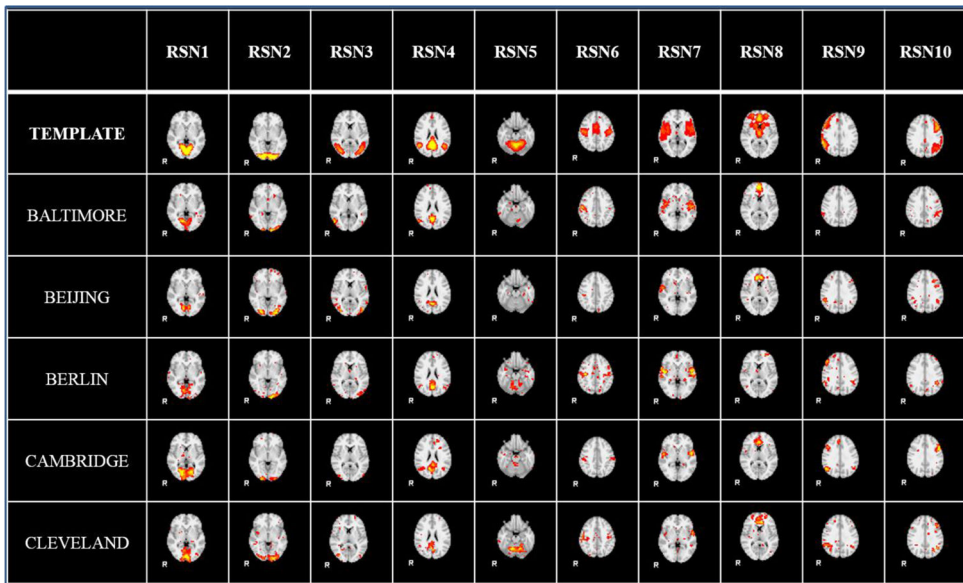 RSN1 RSN2 RSN3 RSN4 RSN5 RSN6 RSN7 RSN8 RSN9 RSN10
TEMPLATE R R R R R R R R R R
BALTIMORE R R R R R R R R R R
BEIJING R R R R R R R R R R
BERLIN R R R R R R R R R R
CAMBRIDGE R R R R R R R R R R
CLEVELAND R R R R R R R R R R